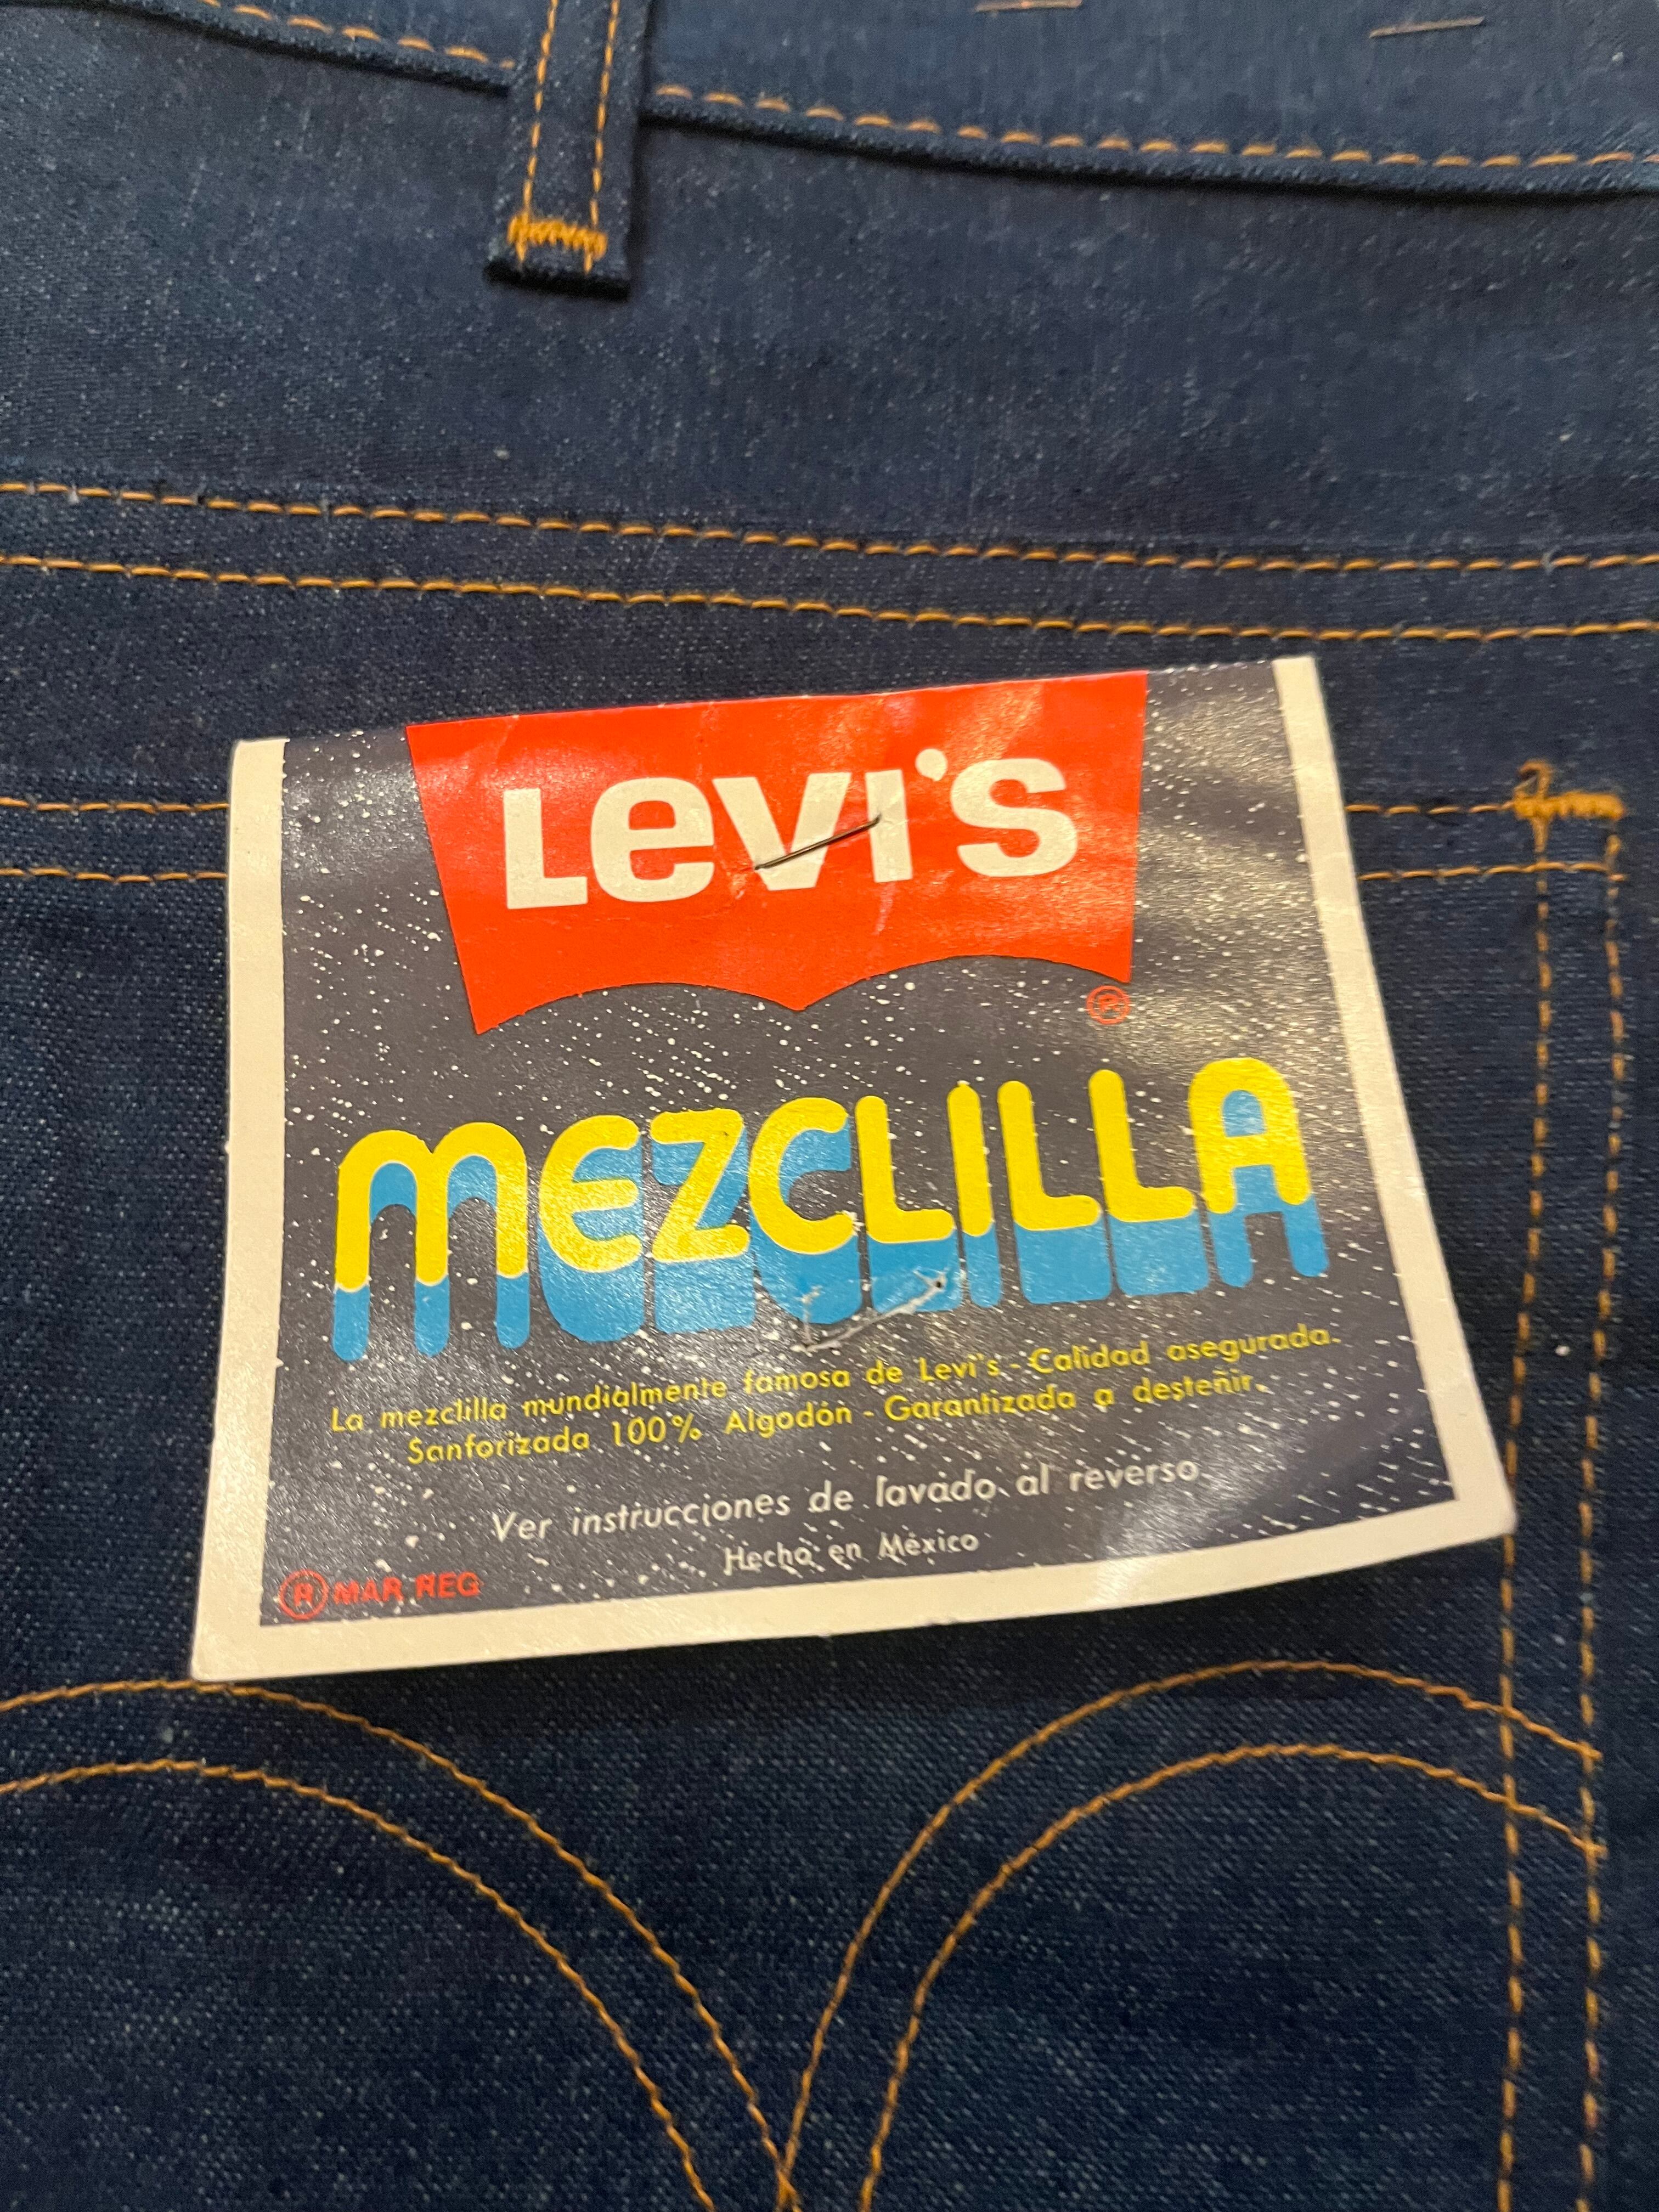 Levi's
®
MEZCLILLA
La mezclilla mundialmente famosa de Levi's - Calidad asegurada.
Sanforizada 100% Algodón - Garantizada a desteñir.
Ver instrucciones de lavado al reverso
Hecho en México
® MAR REG